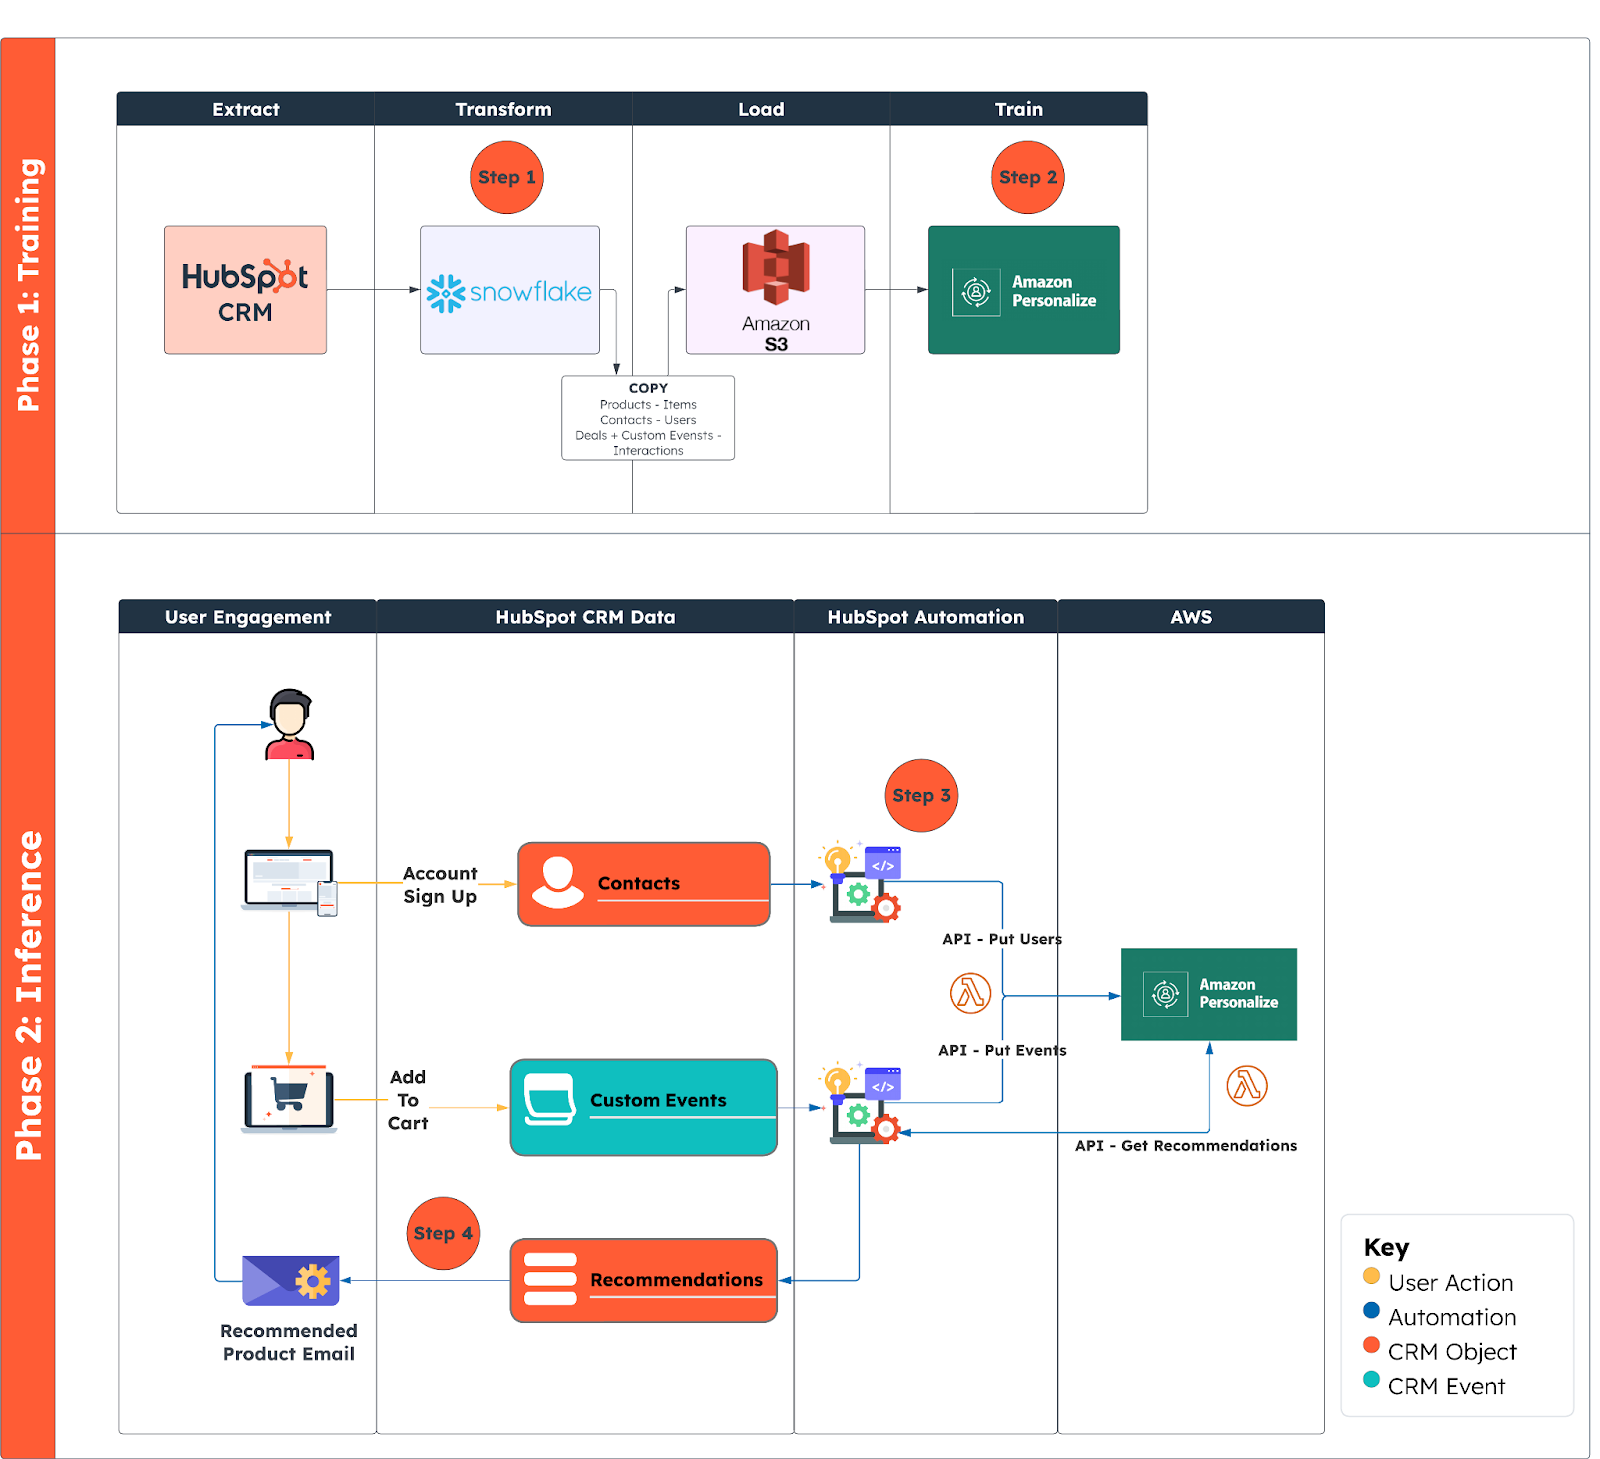 Phase 1: Training
Extract
Transform
Load
Train
Step 1
Step 2
HubSpot
CRM
snowflake
Amazon
S3
Amazon
Personalize
COPY
Products - Items
Contacts - Users
Deals + Custom Evensts -
Interactions
Phase 2: Inference
User Engagement
HubSpot CRM Data
HubSpot Automation
AWS
Step 3
Account
Sign Up
Contacts
</>
API - Put Users
Amazon
Personalize
API - Put Events
Add
To
Cart
Custom Events
</>
API - Get Recommendations
Step 4
Recommendations
Recommended
Product Email
Key
User Action
Automation
CRM Object
CRM Event